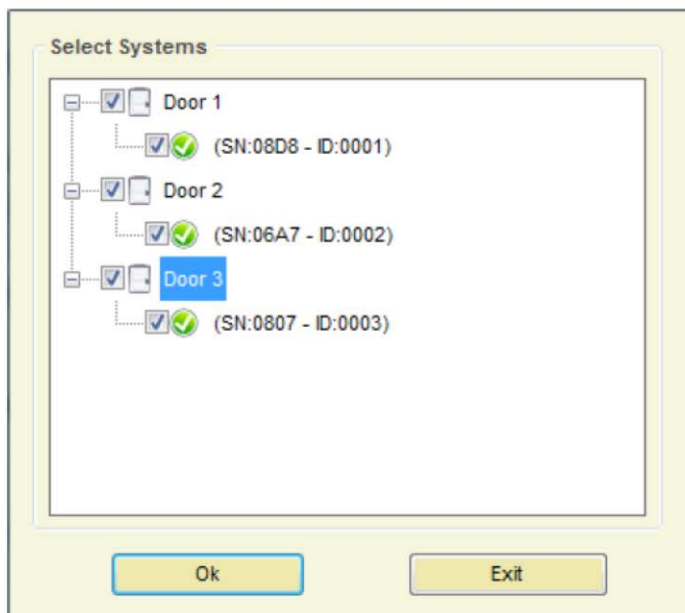 Select Systems
Door 1
(SN:08D8 - ID:0001)
Door 2
(SN:06A7 - ID:0002)
Door 3
(SN:0807 - ID:0003)
Ok
Exit